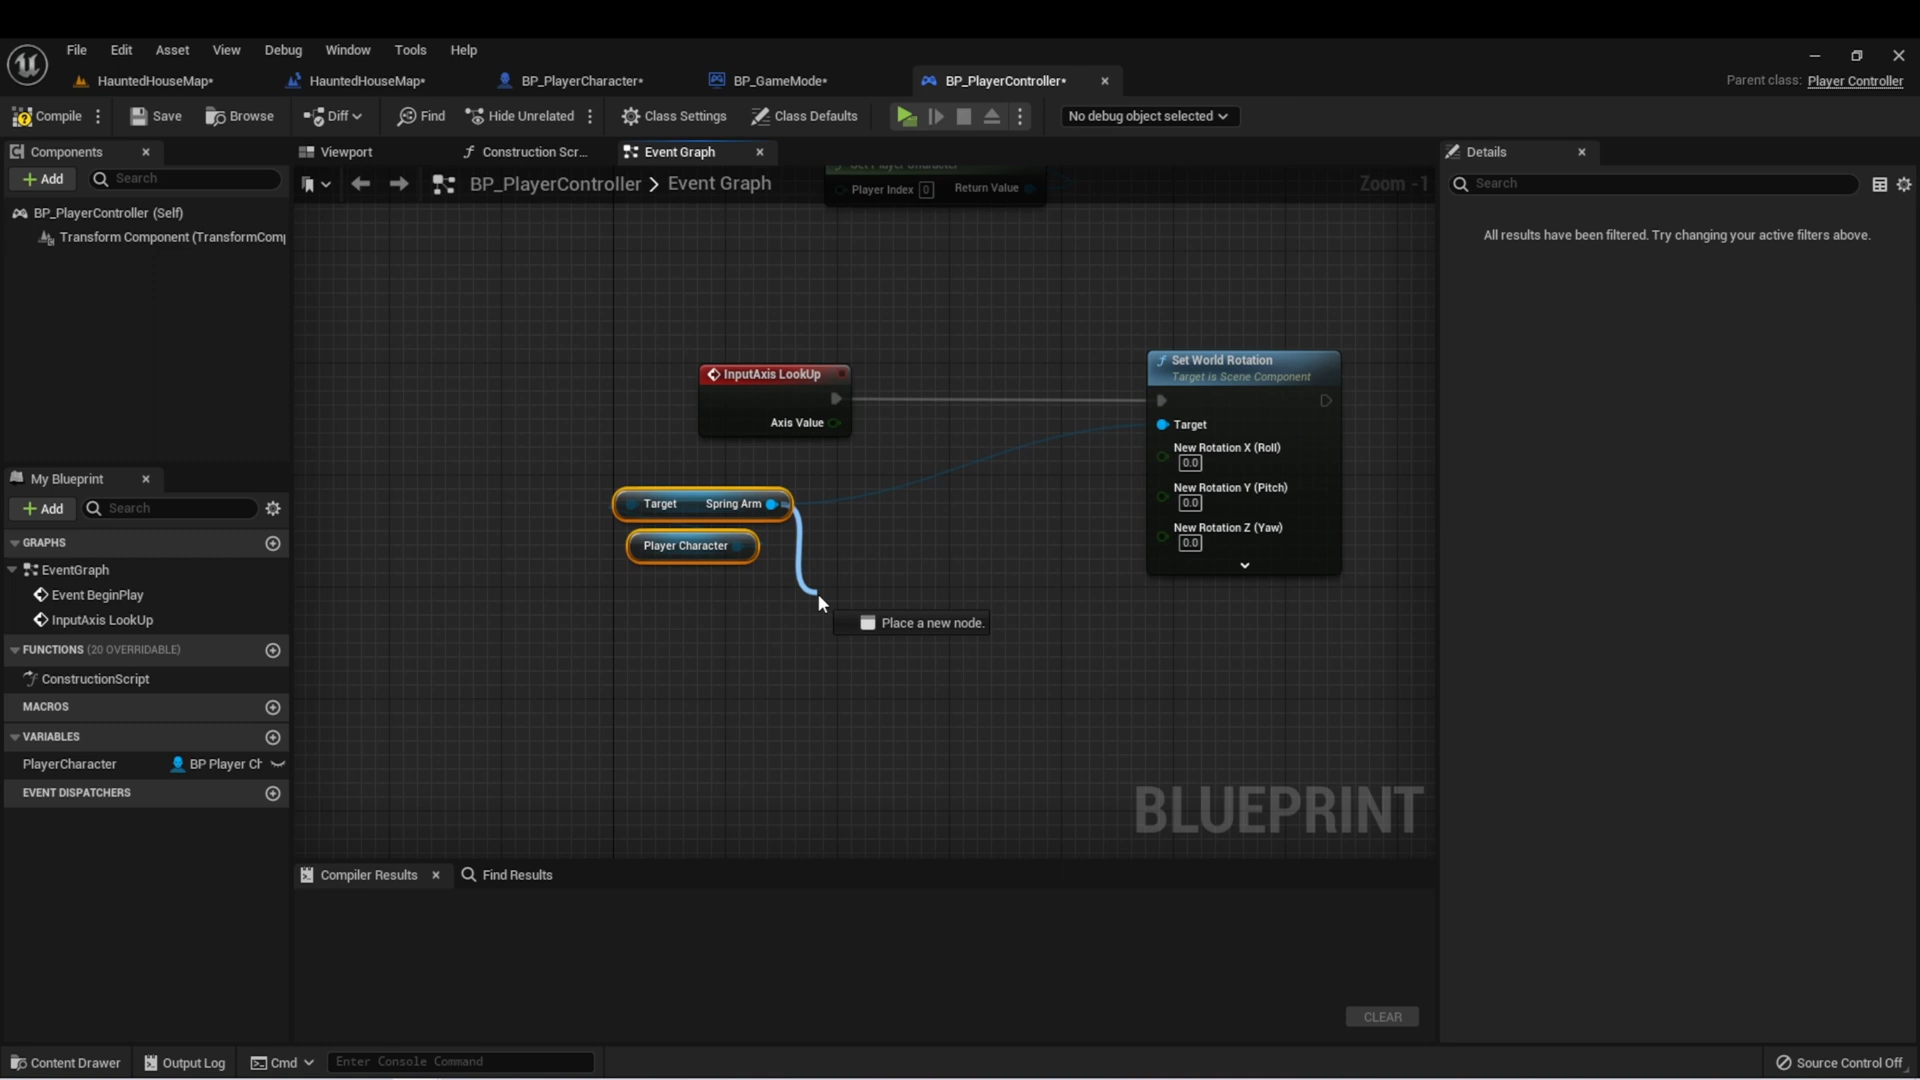 File Edit Asset View Debug Window Tools Help
HauntedHouseMap* HauntedHouseMap* BP_PlayerCharacter* BP_GameMode* BP_PlayerController* Parent class: Player Controller
Compile Save Browse Diff Find Hide Unrelated Class Settings Class Defaults No debug object selected
Components Viewport Construction Scr... Event Graph Details
Add Search BP_PlayerController > Event Graph Zoom -1 Search
Player Index 0 Return Value
BP_PlayerController (Self)
Transform Component (TransformComp
All results have been filtered. Try changing your active filters above.
InputAxis LookUp
Axis Value
Set World Rotation
Target is Scene Component
Target
New Rotation X (Roll)
0.0
New Rotation Y (Pitch)
0.0
New Rotation Z (Yaw)
0.0
Target Spring Arm
Player Character
Place a new node.
My Blueprint
Add Search
GRAPHS
EventGraph
Event BeginPlay
InputAxis LookUp
FUNCTIONS (20 OVERRIDABLE)
ConstructionScript
MACROS
VARIABLES
PlayerCharacter BP Player Ch
EVENT DISPATCHERS
BLUEPRINT
Compiler Results Find Results
CLEAR
Content Drawer Output Log Cmd Enter Console Command Source Control Off